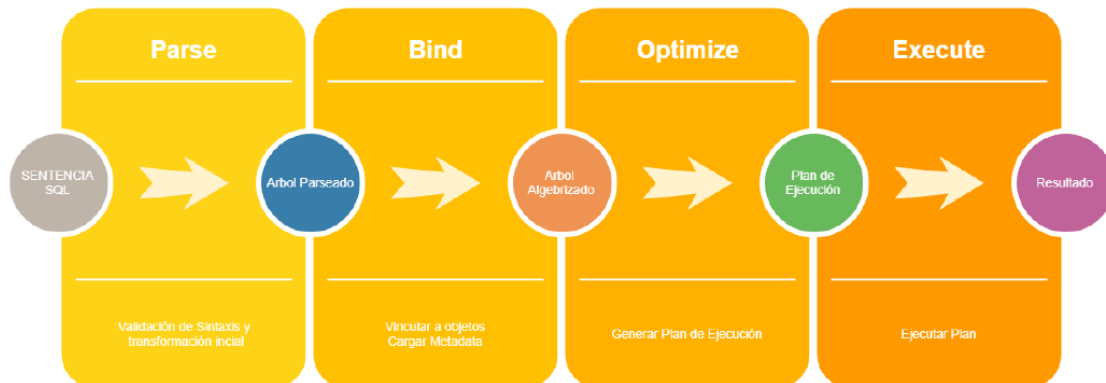 Parse
Bind
Optimize
Execute
SENTENCIA
SQL
Arbol Parseado
Arbol
Algebrizado
Plan de
Ejecución
Resultado
Validación de Sintaxis y
transformación incial
Vincular a objetos
Cargar Metadata
Generar Plan de Ejecución
Ejecutar Plan